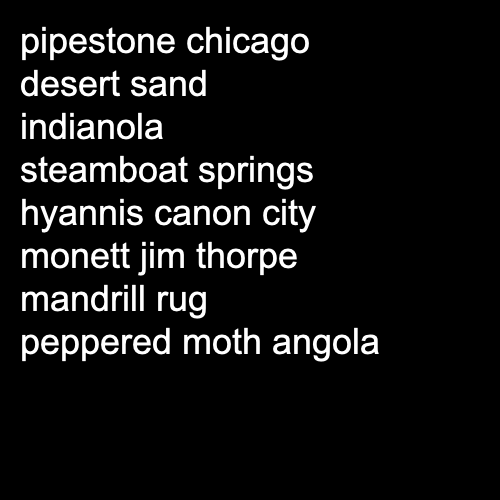 pipestone chicago
desert sand
indianola
steamboat springs
hyannis canon city
monett jim thorpe
mandrill rug
peppered moth angola